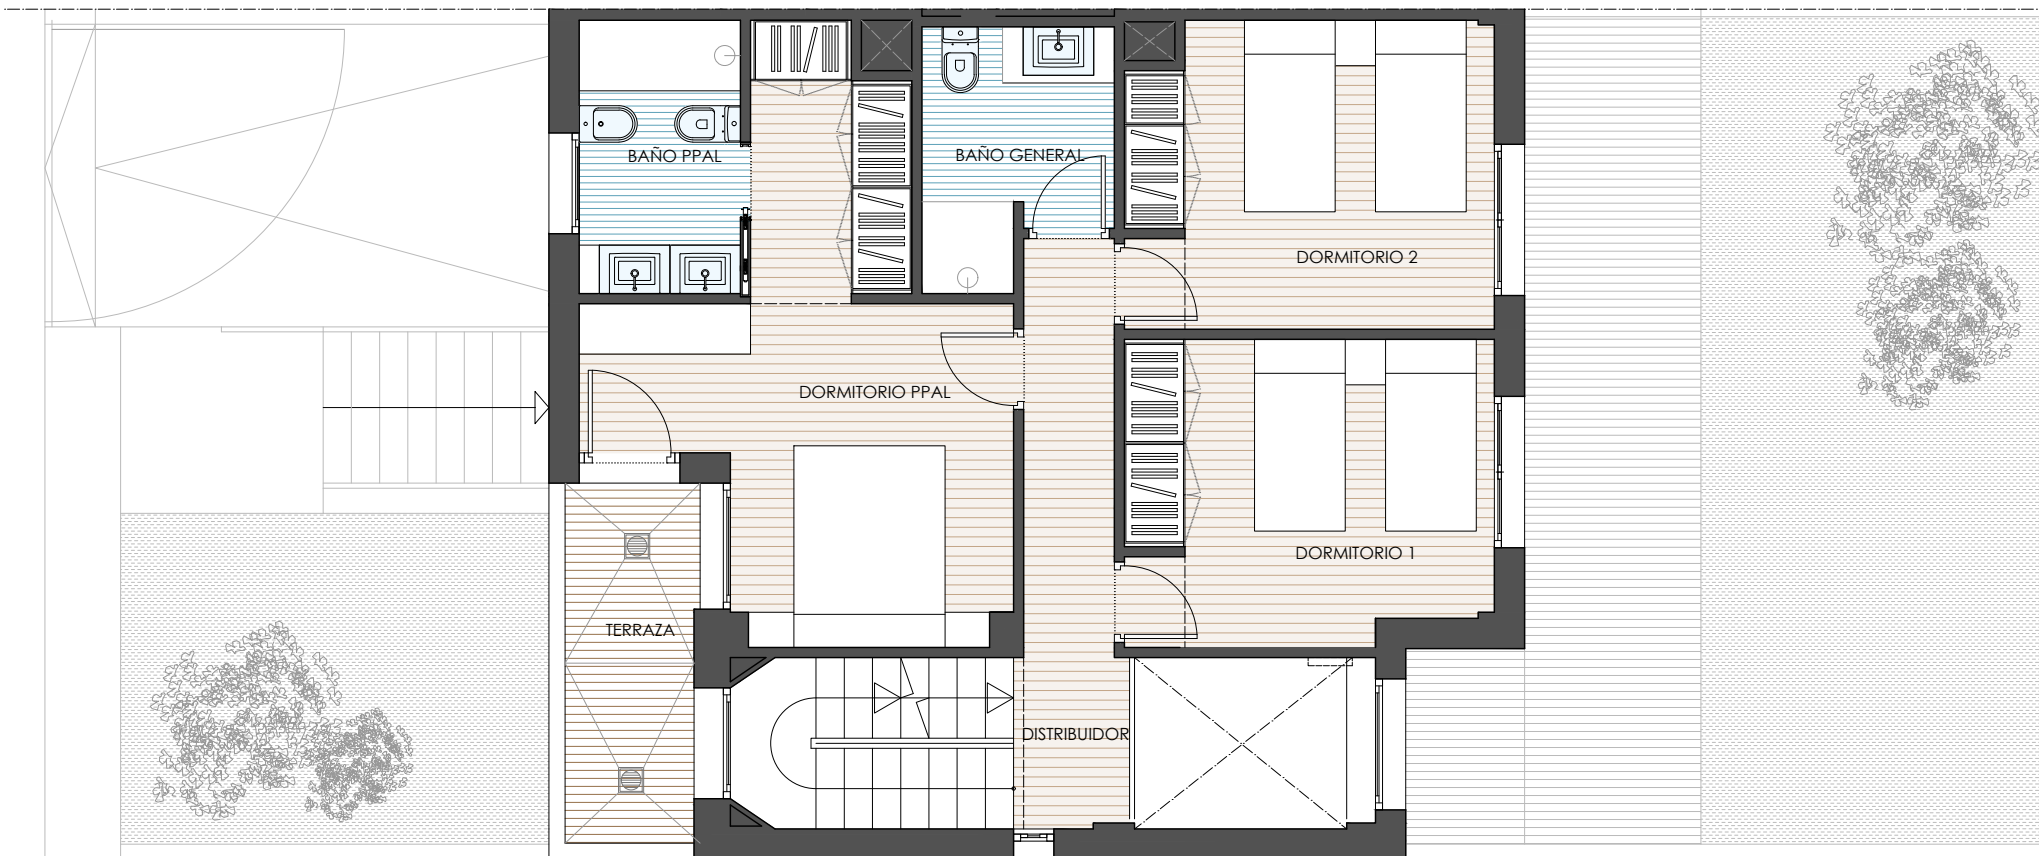 BAÑO PPAL
BAÑO GENERAL
DORMITORIO 2
DORMITORIO PPAL
DORMITORIO 1
TERRAZA
DISTRIBUIDOR